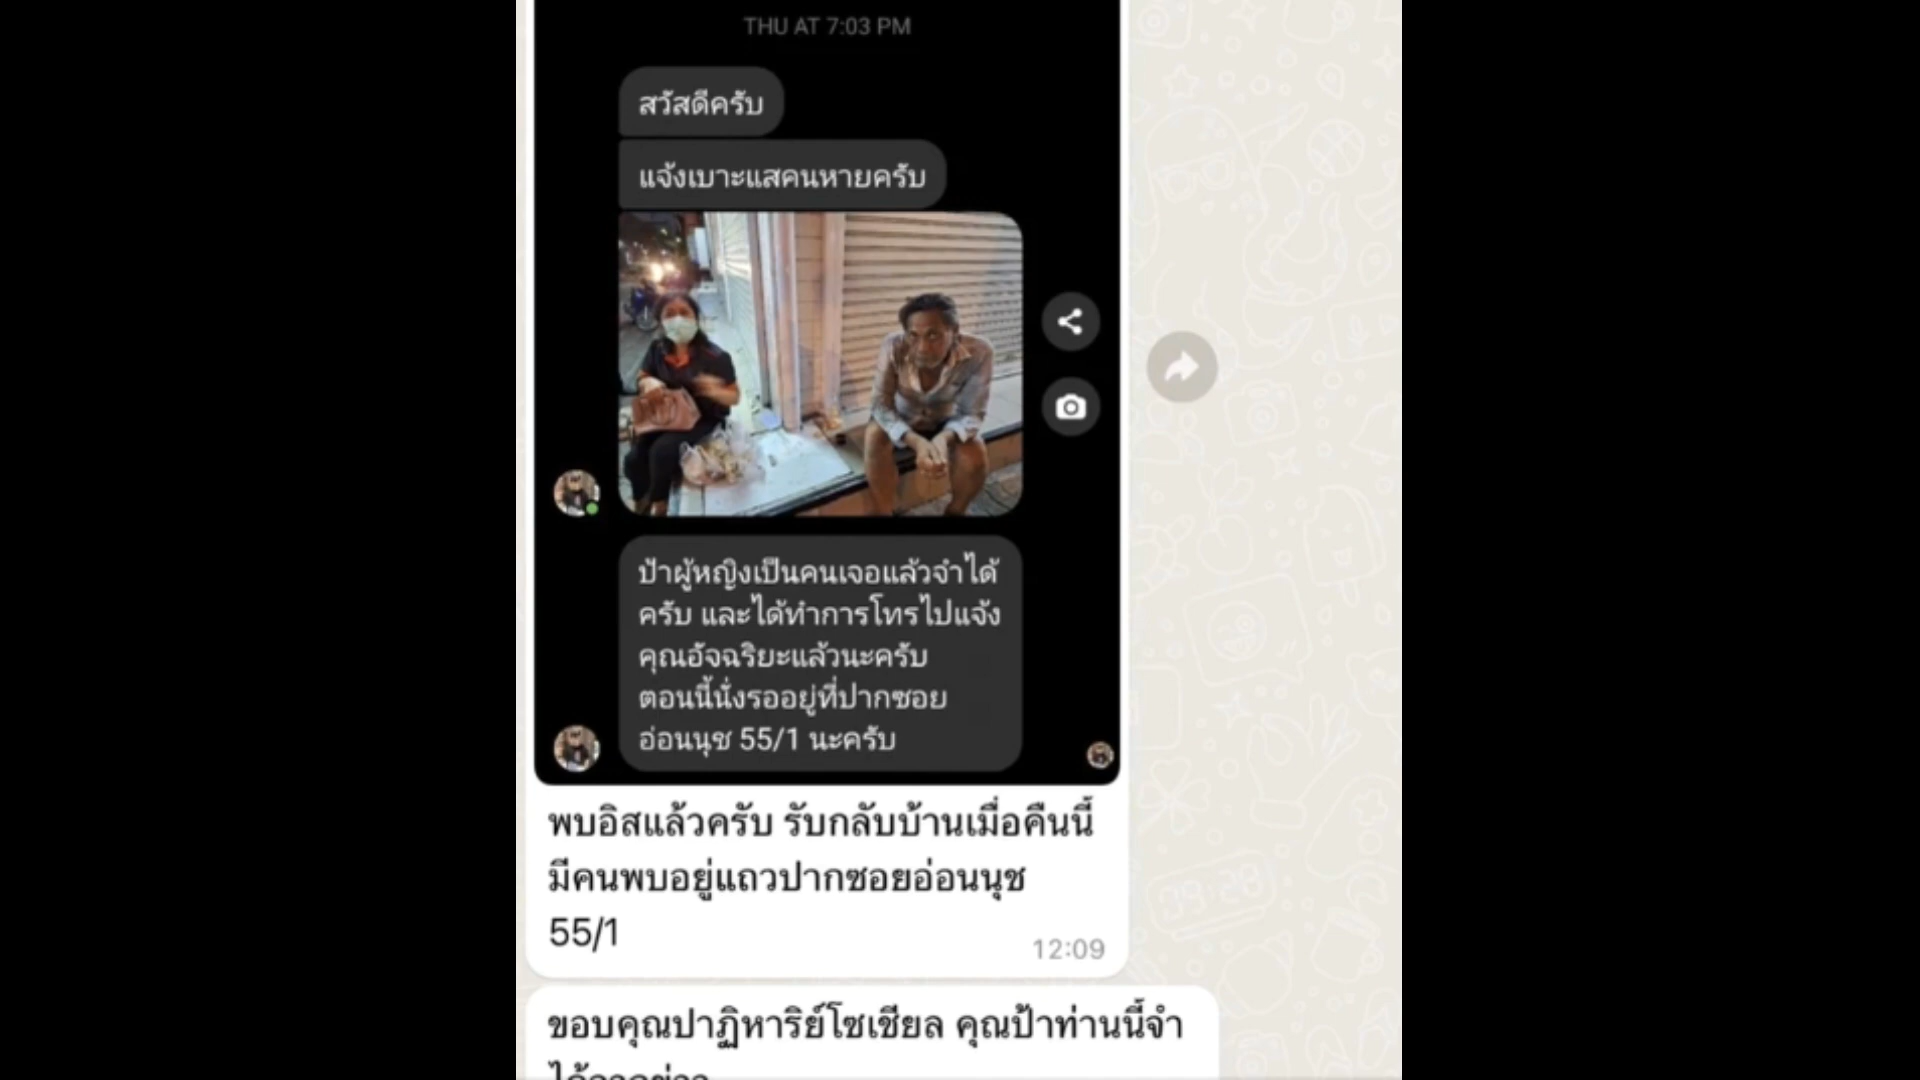 THU AT 7:03 PM
สวัสดีครับ
แจ้งเบาะแสคนหายครับ
ป้าผู้หญิงเป็นคนเจอแล้วจำได้
ครับ และได้ทำการโทรไปแจ้ง
คุณอัจฉริยะแล้วนะครับ
ตอนนี้นั่งรออยู่ที่ปากซอย
อ่อนนุช 55/1 นะครับ
พบอิสแล้วครับ รับกลับบ้านเมื่อคืนนี้
มีคนพบอยู่แถวปากซอยอ่อนนุช
55/1
12:09
ขอบคุณปาฏิหาริย์โซเชียล คุณป้าท่านนี้จำ